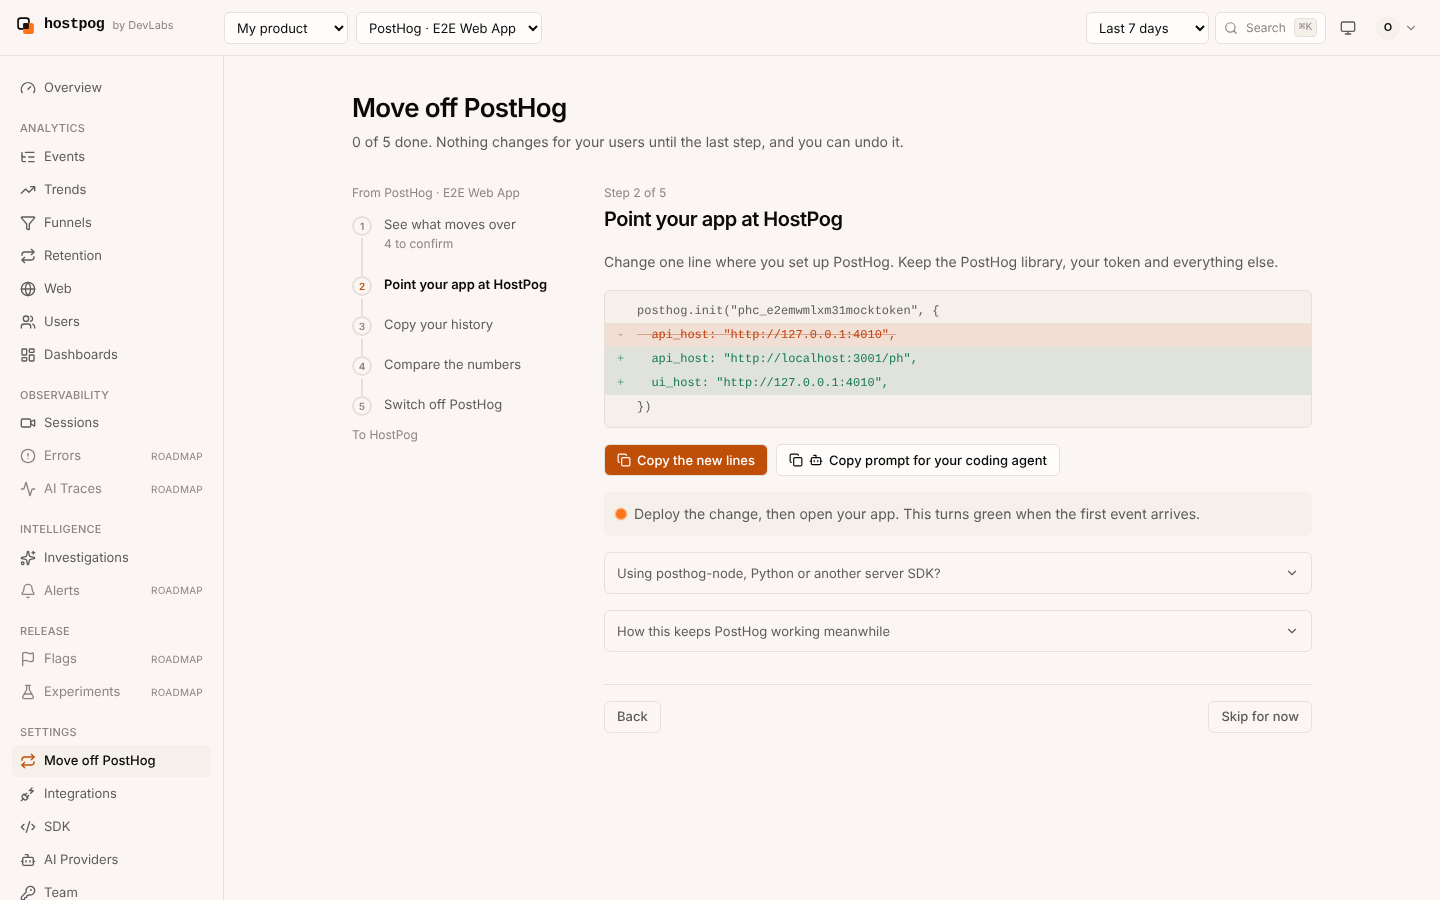 hostpog by DevLabs
My product
PostHog · E2E Web App
Last 7 days
Search ⌘K
O
Overview
ANALYTICS
Events
Trends
Funnels
Retention
Web
Users
Dashboards
OBSERVABILITY
Sessions
Errors ROADMAP
AI Traces ROADMAP
INTELLIGENCE
Investigations
Alerts ROADMAP
RELEASE
Flags ROADMAP
Experiments ROADMAP
SETTINGS
Move off PostHog
Integrations
SDK
AI Providers
Team
Move off PostHog
0 of 5 done. Nothing changes for your users until the last step, and you can undo it.
From PostHog · E2E Web App
1 See what moves over
4 to confirm
2 Point your app at HostPog
3 Copy your history
4 Compare the numbers
5 Switch off PostHog
To HostPog
Step 2 of 5
Point your app at HostPog
Change one line where you set up PostHog. Keep the PostHog library, your token and everything else.
posthog.init("phc_e2emwmlxm31mocktoken", {
- api_host: "http://127.0.0.1:4010",
+ api_host: "http://localhost:3001/ph",
+ ui_host: "http://127.0.0.1:4010",
})
Copy the new lines
Copy prompt for your coding agent
Deploy the change, then open your app. This turns green when the first event arrives.
Using posthog-node, Python or another server SDK?
How this keeps PostHog working meanwhile
Back
Skip for now